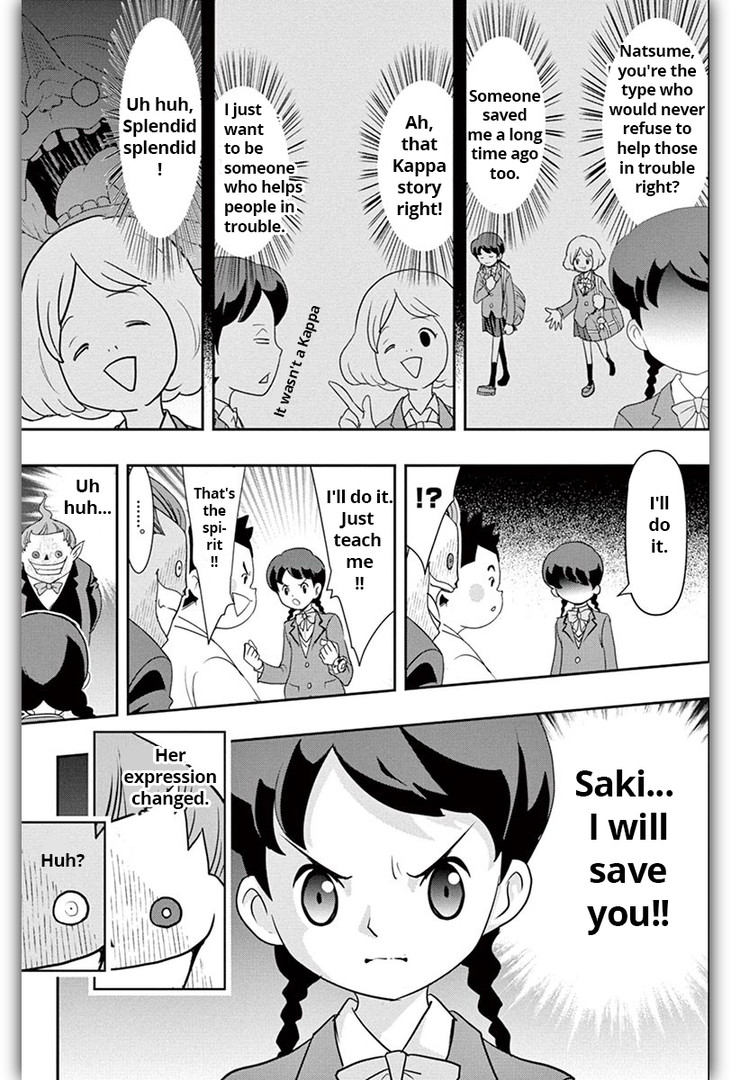 Natsume,
you're the
type who
would never
refuse to
help those
in trouble
right?
Someone
saved
me a long
time ago
too.
Ah,
that
Kappa
story
right!
I just
want
to be
someone
who helps
people in
trouble.
It wasn't a Kappa
Uh huh,
Splendid
splendid
!
I'll
do
it.
!?
I'll do it.
Just
teach
me
!!
That's
the
spi-
rit
!!
.......
Uh
huh...
Saki...
I will
save
you!!
Her
expression
changed.
Huh?